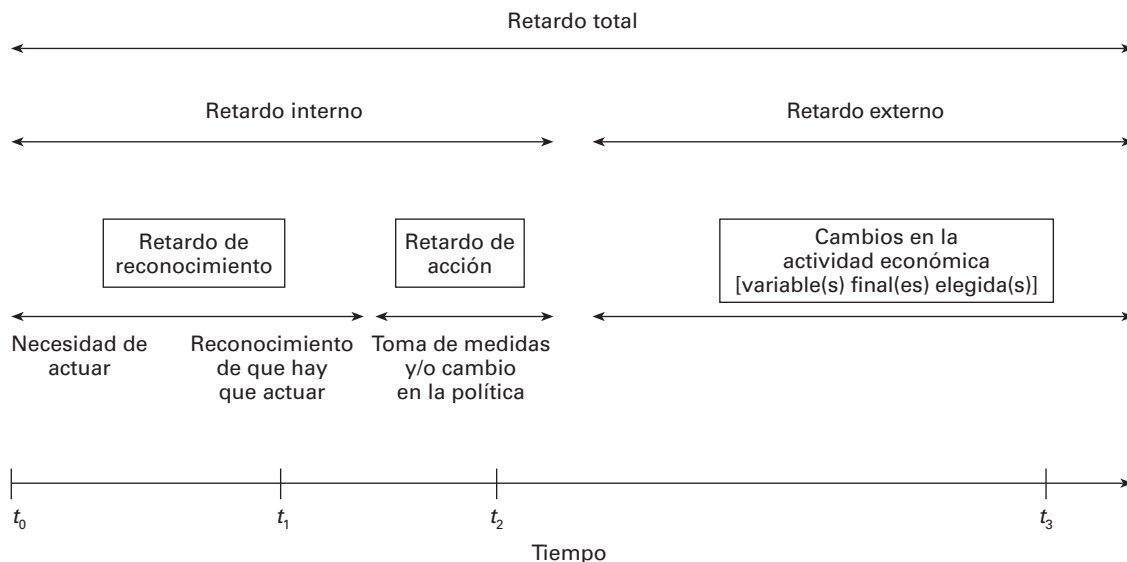 Retardo total
Retardo interno
Retardo externo
Retardo de
reconocimiento
Retardo de
acción
Cambios en la
actividad económica
[variable(s) final(es) elegida(s)]
Necesidad de
actuar
Reconocimiento
de que hay
que actuar
Toma de medidas
y/o cambio
en la política
t₀
t₁
t₂
t₃
Tiempo